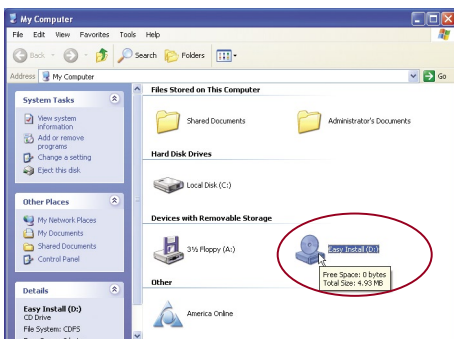 My Computer
File Edit View Favorites Tools Help
Back Search Folders
Address My Computer Go
System Tasks
View system information
Add or remove programs
Change a setting
Eject this disk
Other Places
My Network Places
My Documents
Shared Documents
Control Panel
Details
Easy Install (D:)
CD Drive
File System: CDFS
Files Stored on This Computer
Shared Documents
Administrator's Documents
Hard Disk Drives
Local Disk (C:)
Devices with Removable Storage
3½ Floppy (A:)
Easy Install (D:)
Free Space: 0 bytes
Total Size: 4.93 MB
Other
America Online